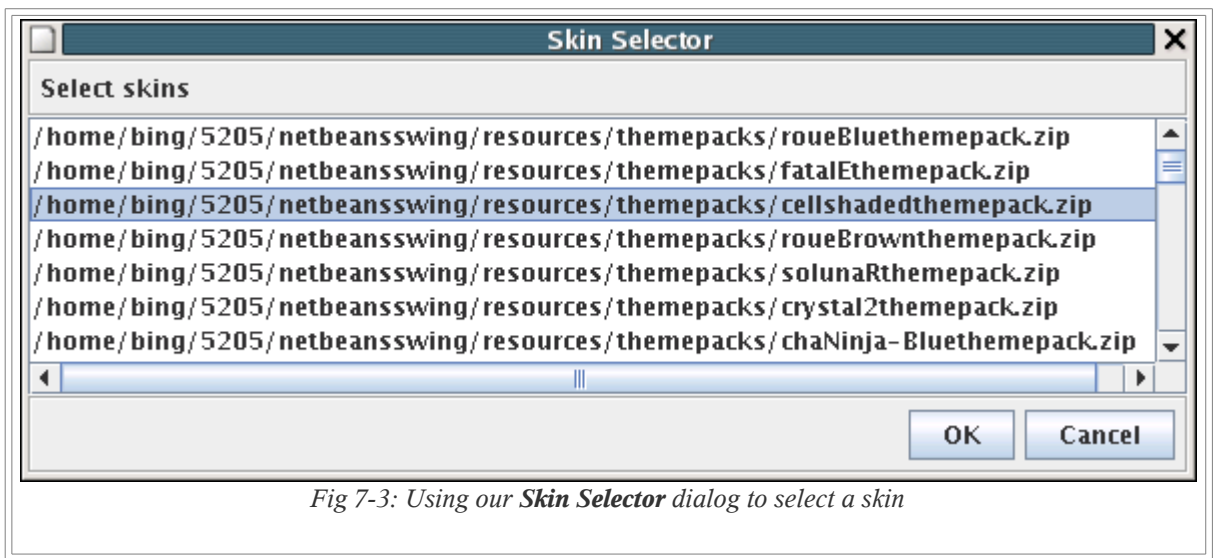 Skin Selector
Select skins
/home/bing/5205/netbeansswing/resources/themepacks/roueBluethemepack.zip
/home/bing/5205/netbeansswing/resources/themepacks/fatalEthemepack.zip
/home/bing/5205/netbeansswing/resources/themepacks/cellshadedthemepack.zip
/home/bing/5205/netbeansswing/resources/themepacks/roueBrownthemepack.zip
/home/bing/5205/netbeansswing/resources/themepacks/solunaRthemepack.zip
/home/bing/5205/netbeansswing/resources/themepacks/crystal2themepack.zip
/home/bing/5205/netbeansswing/resources/themepacks/chaNinja-Bluethemepack.zip
OK Cancel
Fig 7-3: Using our Skin Selector dialog to select a skin